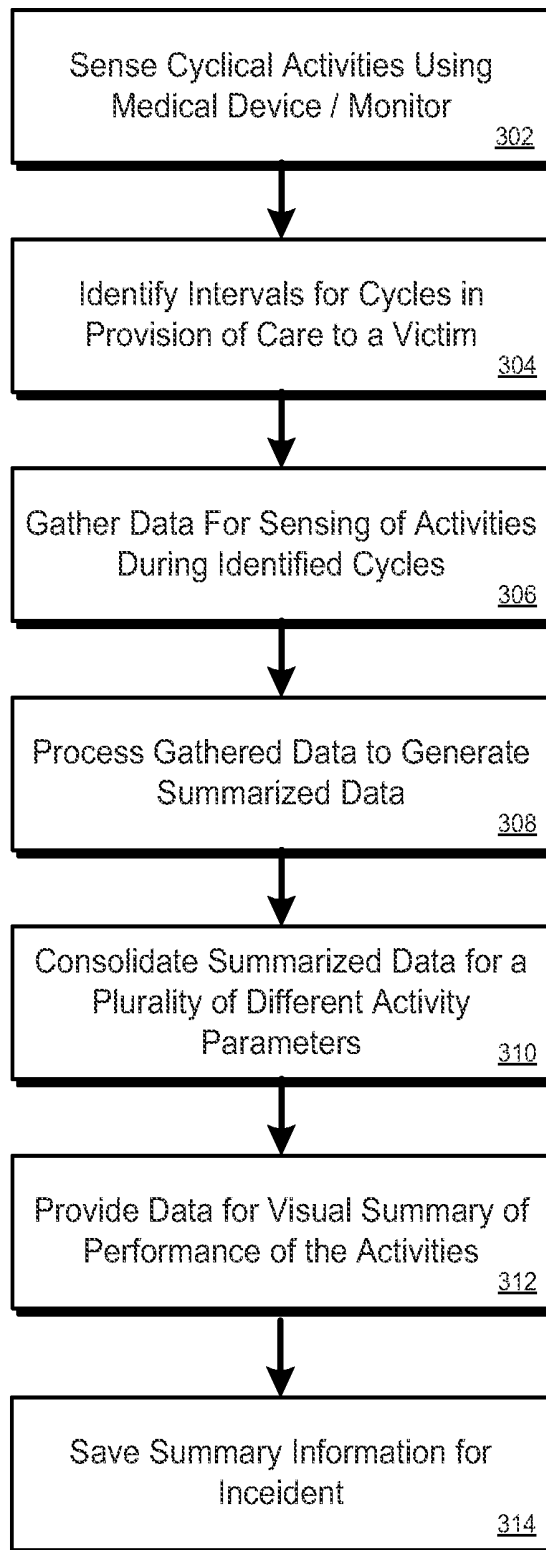 Sense Cyclical Activities Using
Medical Device / Monitor
302
Identify Intervals for Cycles in
Provision of Care to a Victim
304
Gather Data For Sensing of Activities
During Identified Cycles
306
Process Gathered Data to Generate
Summarized Data
308
Consolidate Summarized Data for a
Plurality of Different Activity
Parameters
310
Provide Data for Visual Summary of
Performance of the Activities
312
Save Summary Information for
Inceident
314